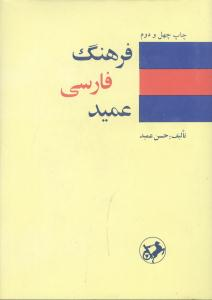 چاپ چهل و دوم
فرهنگ
فارسی
عمید
تألیف: حسن عمید